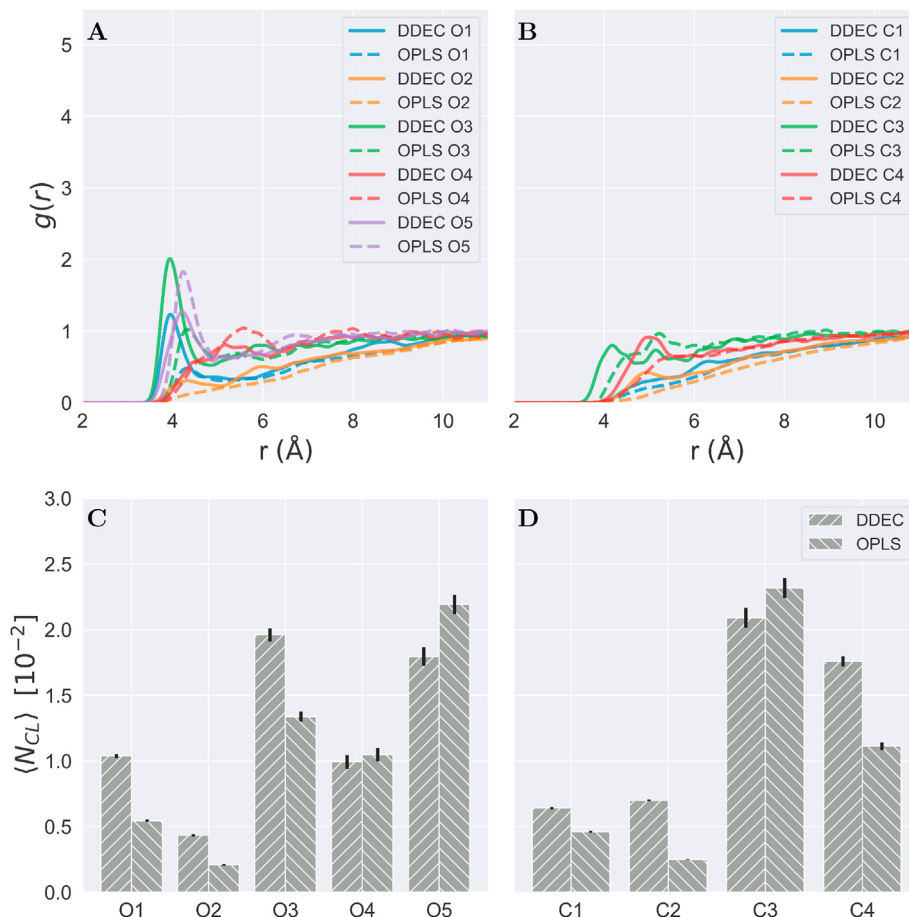 A
5
4
3
2
1
0
g(r)
DDEC O1
OPLS O1
DDEC O2
OPLS O2
DDEC O3
OPLS O3
DDEC O4
OPLS O4
DDEC O5
OPLS O5
2 4 6 8 10
r (Å)
B
DDEC C1
OPLS C1
DDEC C2
OPLS C2
DDEC C3
OPLS C3
DDEC C4
OPLS C4
2 4 6 8 10
r (Å)
C
3.0
2.5
2.0
1.5
1.0
0.5
0.0
⟨N_CL⟩ [10⁻²]
O1 O2 O3 O4 O5
D
DDEC
OPLS
C1 C2 C3 C4